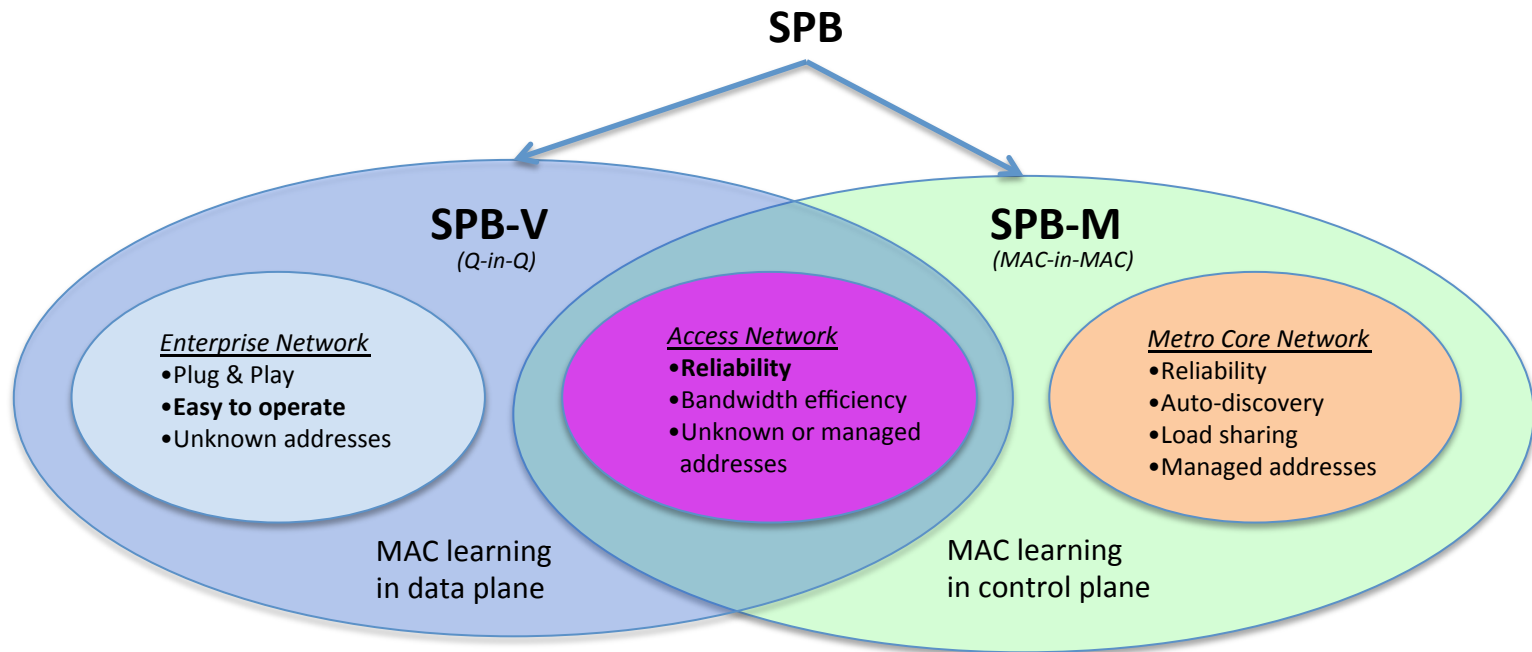 SPB
SPB-V
(Q-in-Q)
SPB-M
(MAC-in-MAC)
Enterprise Network
•Plug & Play
•Easy to operate
•Unknown addresses
Access Network
•Reliability
•Bandwidth efficiency
•Unknown or managed
addresses
Metro Core Network
•Reliability
•Auto-discovery
•Load sharing
•Managed addresses
MAC learning
in data plane
MAC learning
in control plane